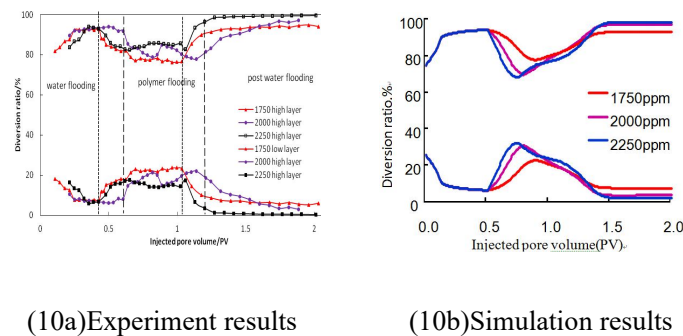 100
80
60
40
20
0
Diversion ratio/%
water flooding
polymer flooding
post water flooding
1750 high layer
2000 high layer
2250 high layer
1750 low layer
2000 high layer
2250 high layer
0 0.5 1 1.5 2
Injected pore volume/PV
100
80
60
40
20
0
Diversion ratio.%
1750ppm
2000ppm
2250ppm
0.0 0.5 1.0 1.5 2.0
Injected pore volume(PV)
(10a)Experiment results
(10b)Simulation results